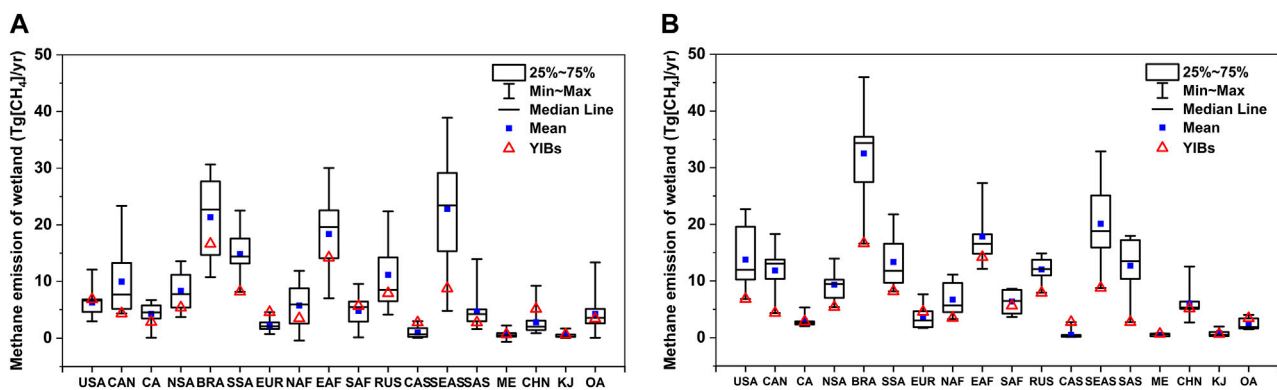 A
Methane emission of wetland (Tg[CH₄]/yr)
50
40
30
20
10
0
25%~75%
Min~Max
Median Line
Mean
YIBs
USA CAN CA NSA BRA SSA EUR NAF EAF SAF RUS CAS SEAS SAS ME CHN KJ OA
B
Methane emission of wetland (Tg[CH₄]/yr)
50
40
30
20
10
0
25%~75%
Min~Max
Median Line
Mean
YIBs
USA CAN CA NSA BRA SSA EUR NAF EAF SAF RUS CAS SEAS SAS ME CHN KJ OA